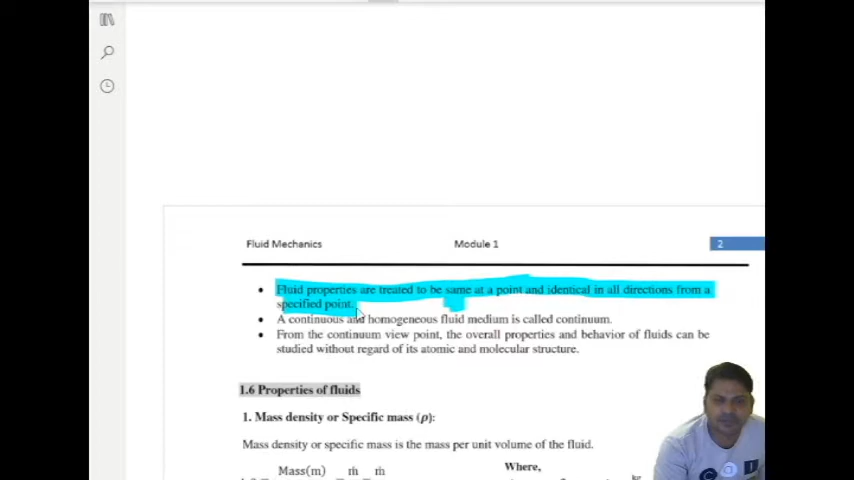 Fluid Mechanics Module 1 2
• Fluid properties are treated to be same at a point and identical in all directions from a
specified point.
• A continuous and homogeneous fluid medium is called continuum.
• From the continuum view point, the overall properties and behavior of fluids can be
studied without regard of its atomic and molecular structure.
1.6 Properties of fluids
1. Mass density or Specific mass (ρ):
Mass density or specific mass is the mass per unit volume of the fluid.
Mass(m) m m Where,